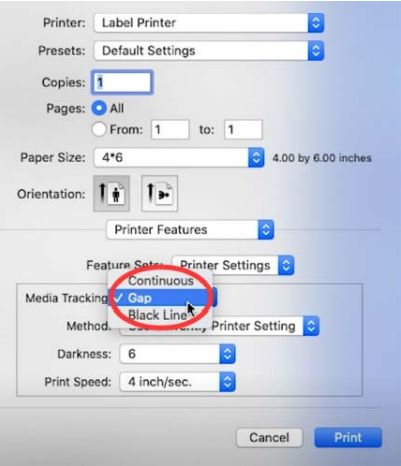 Printer: Label Printer
Presets: Default Settings
Copies: 1
Pages: All
From: 1 to: 1
Paper Size: 4*6 4.00 by 6.00 inches
Orientation:
Printer Features
Feature Sets: Printer Settings
Continuous
Media Tracking ✓ Gap
Black Line
Method: Printer Setting
Darkness: 6
Print Speed: 4 inch/sec.
Cancel Print